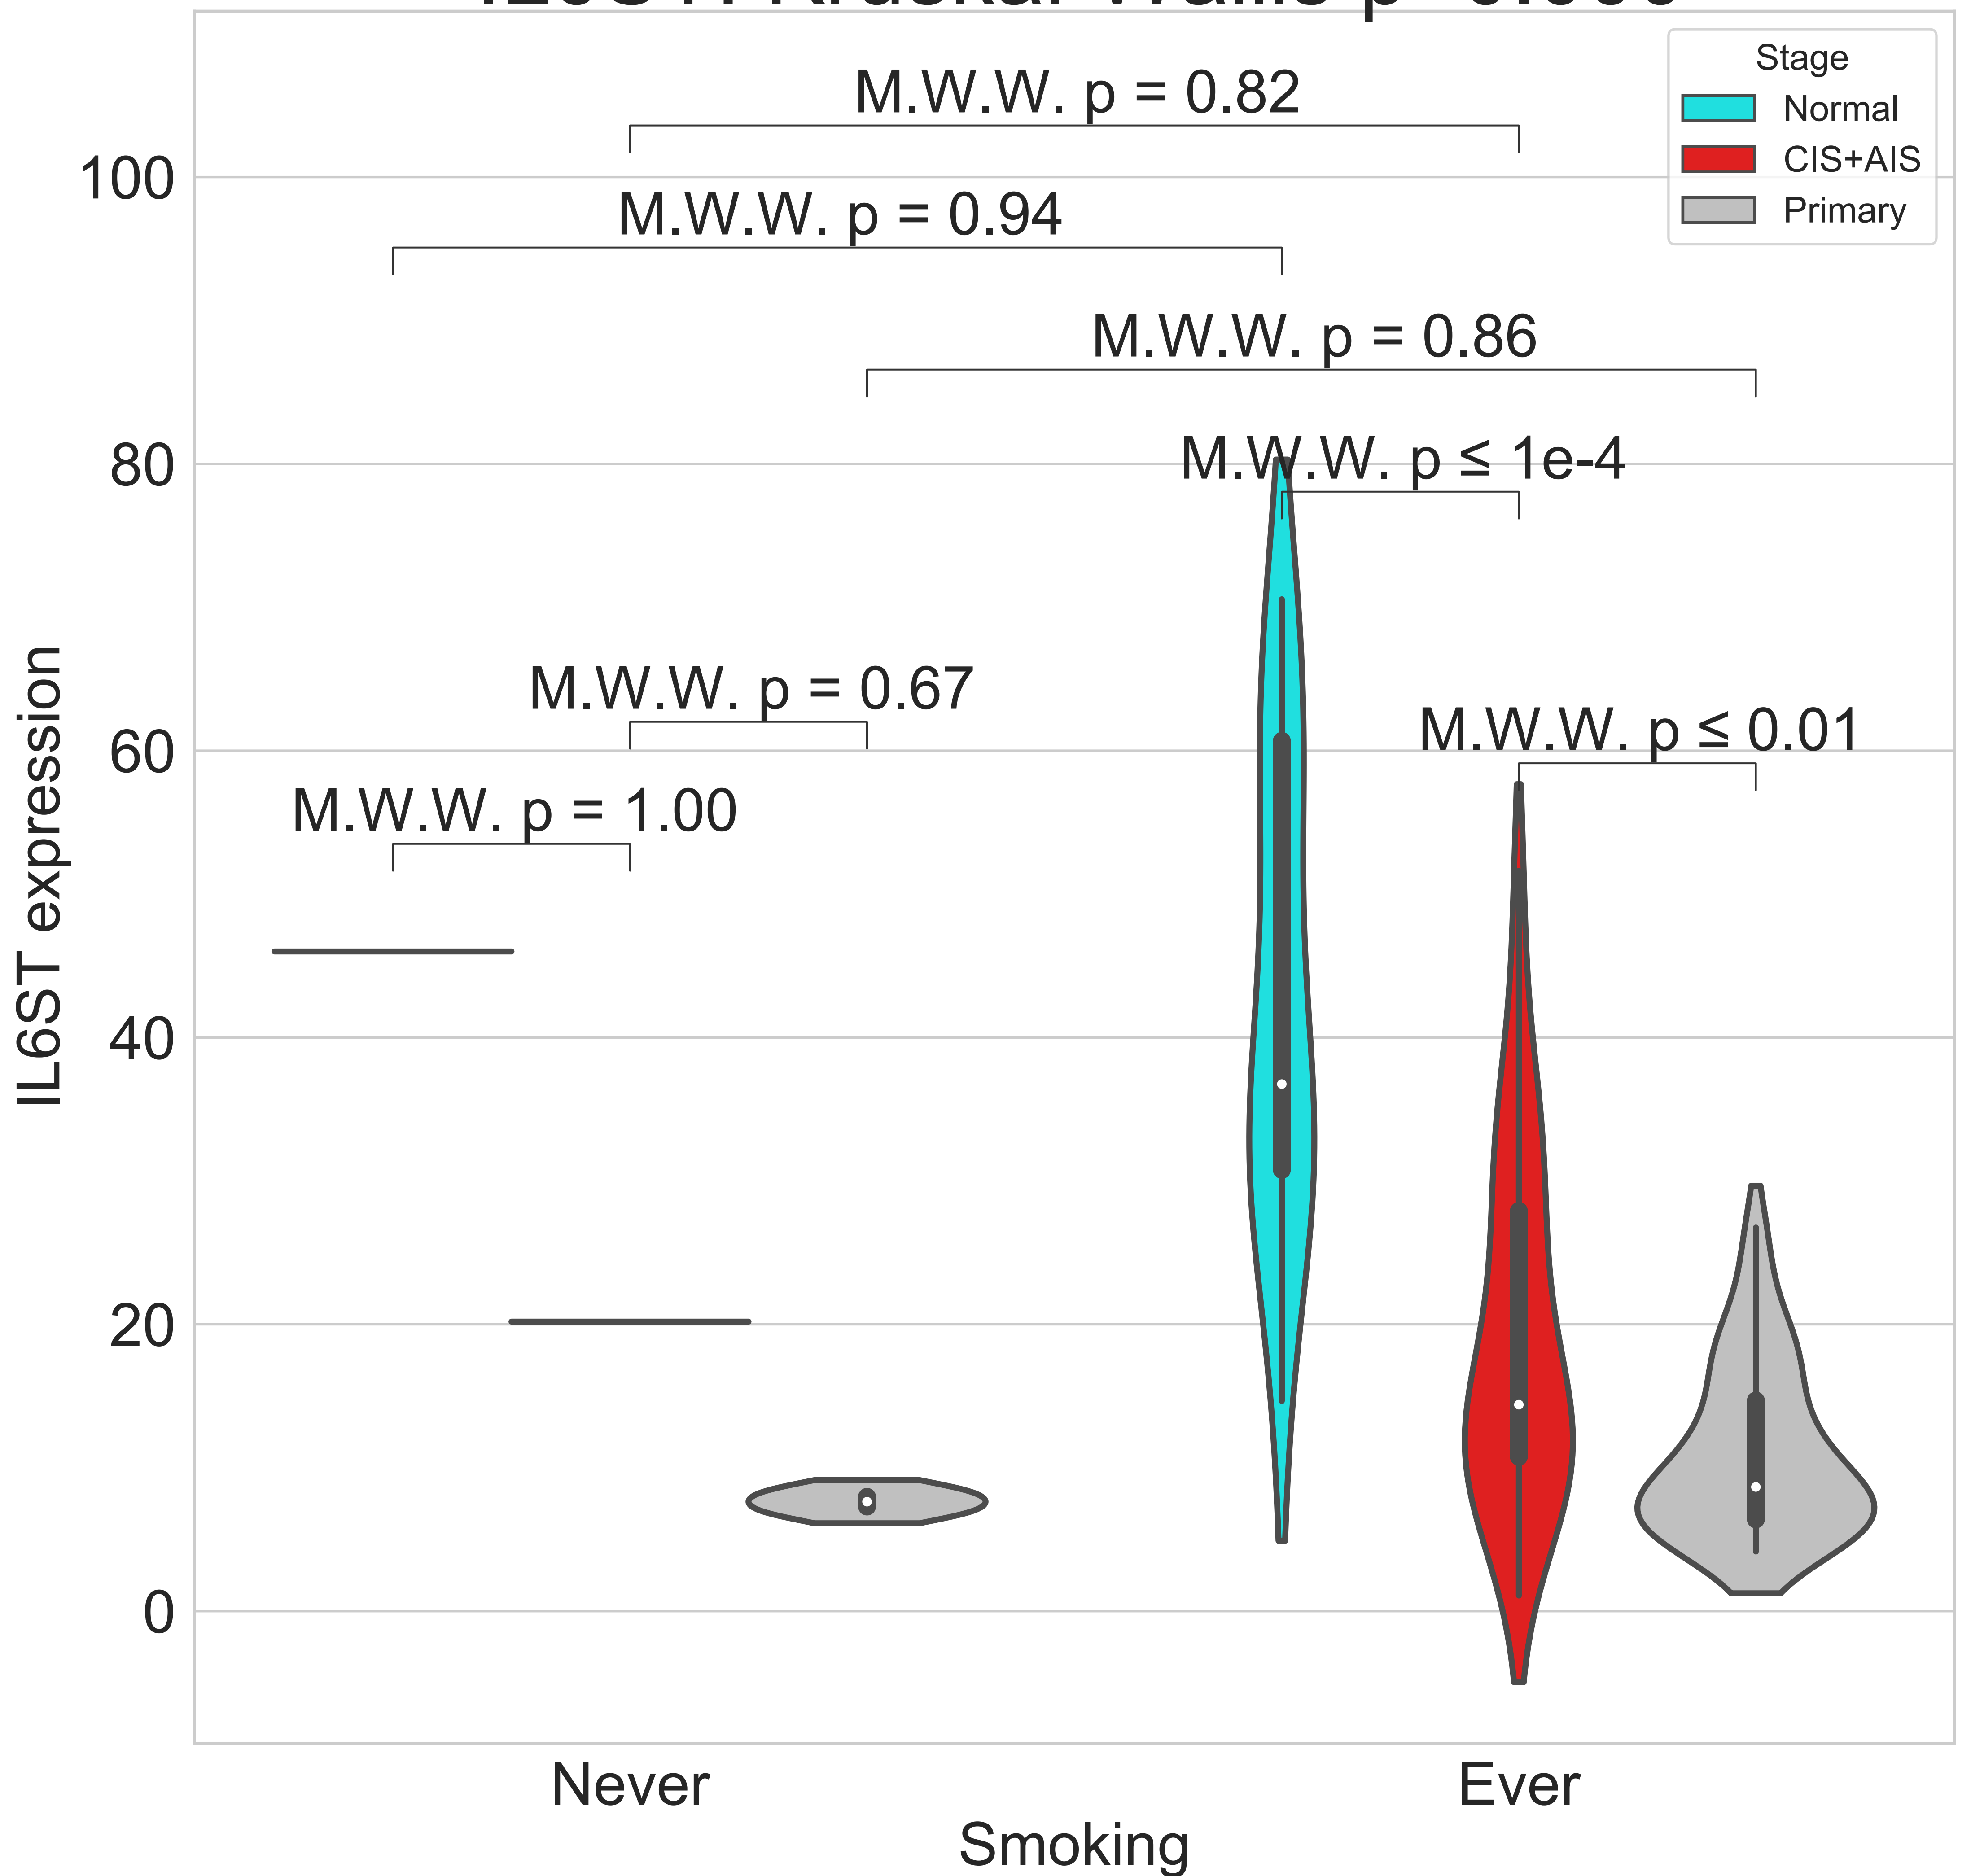 Stage
Normal
CIS+AIS
Primary
M.W.W. p = 0.82
100
M.W.W. p = 0.94
M.W.W. p = 0.86
80
M.W.W. p ≤ 1e-4
M.W.W. p = 0.67
M.W.W. p ≤ 0.01
60
M.W.W. p = 1.00
IL6ST expression
40
20
0
Never
Ever
Smoking